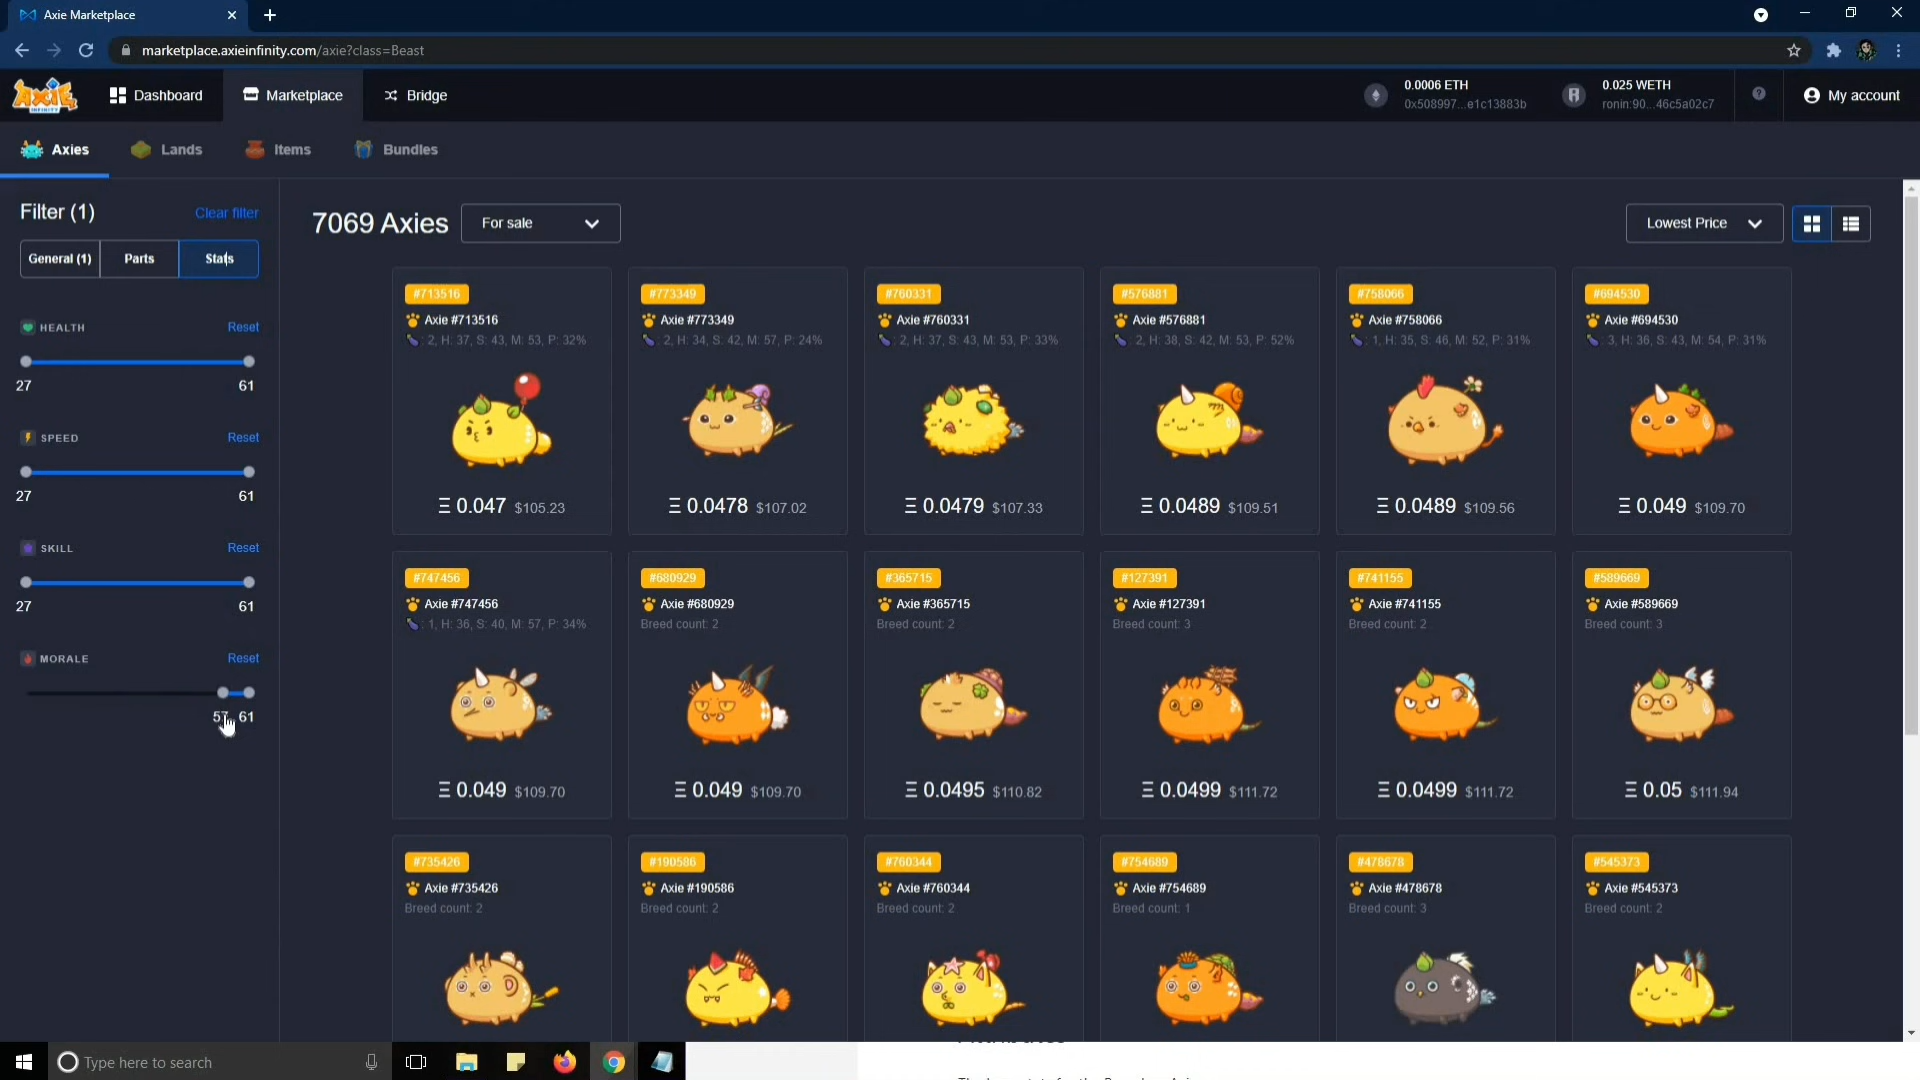 Axie Marketplace
marketplace.axieinfinity.com/axie?class=Beast
AXIE INFINITY
Dashboard
Marketplace
Bridge
0.0006 ETH
0x508997...e1c13883b
0.025 WETH
ronin:90...46c5a02c7
?
My account
Axies
Lands
Items
Bundles
Filter (1)
Clear filter
General (1)
Parts
Stats
7069 Axies
For sale
Lowest Price
HEALTH
Reset
27
61
SPEED
Reset
27
61
SKILL
Reset
27
61
MORALE
Reset
57
61
#713516
Axie #713516
: 2, H: 37, S: 43, M: 53, P: 32%
Ξ 0.047 $105.23
#773349
Axie #773349
: 2, H: 34, S: 42, M: 57, P: 24%
Ξ 0.0478 $107.02
#760331
Axie #760331
: 2, H: 37, S: 43, M: 53, P: 33%
Ξ 0.0479 $107.33
#576881
Axie #576881
: 2, H: 38, S: 42, M: 53, P: 52%
Ξ 0.0489 $109.51
#758066
Axie #758066
: 1, H: 35, S: 46, M: 52, P: 31%
Ξ 0.0489 $109.56
#694530
Axie #694530
: 3, H: 36, S: 43, M: 54, P: 31%
Ξ 0.049 $109.70
#747456
Axie #747456
: 1, H: 36, S: 40, M: 57, P: 34%
Ξ 0.049 $109.70
#680929
Axie #680929
Breed count: 2
Ξ 0.049 $109.70
#365715
Axie #365715
Breed count: 2
Ξ 0.0495 $110.82
#127391
Axie #127391
Breed count: 3
Ξ 0.0499 $111.72
#741155
Axie #741155
Breed count: 2
Ξ 0.0499 $111.72
#589669
Axie #589669
Breed count: 3
Ξ 0.05 $111.94
#735426
Axie #735426
Breed count: 2
#190586
Axie #190586
Breed count: 2
#760344
Axie #760344
Breed count: 2
#754689
Axie #754689
Breed count: 1
#478678
Axie #478678
Breed count: 3
#545373
Axie #545373
Breed count: 2
Type here to search